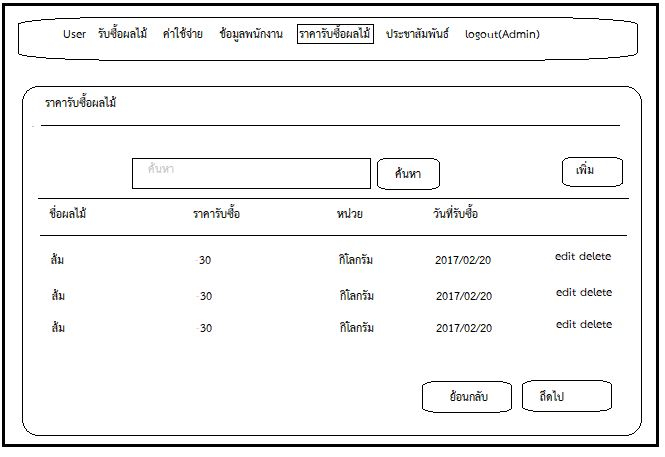 User รับซื้อผลไม้ ค่าใช้จ่าย ข้อมูลพนักงาน ราคารับซื้อผลไม้ ประชาสัมพันธ์ logout(Admin)
ราคารับซื้อผลไม้
ค้นหา ค้นหา เพิ่ม
ชื่อผลไม้ ราคารับซื้อ หน่วย วันที่รับซื้อ
ส้ม 30 กิโลกรัม 2017/02/20 edit delete
ส้ม 30 กิโลกรัม 2017/02/20 edit delete
ส้ม 30 กิโลกรัม 2017/02/20 edit delete
ย้อนกลับ ถัดไป